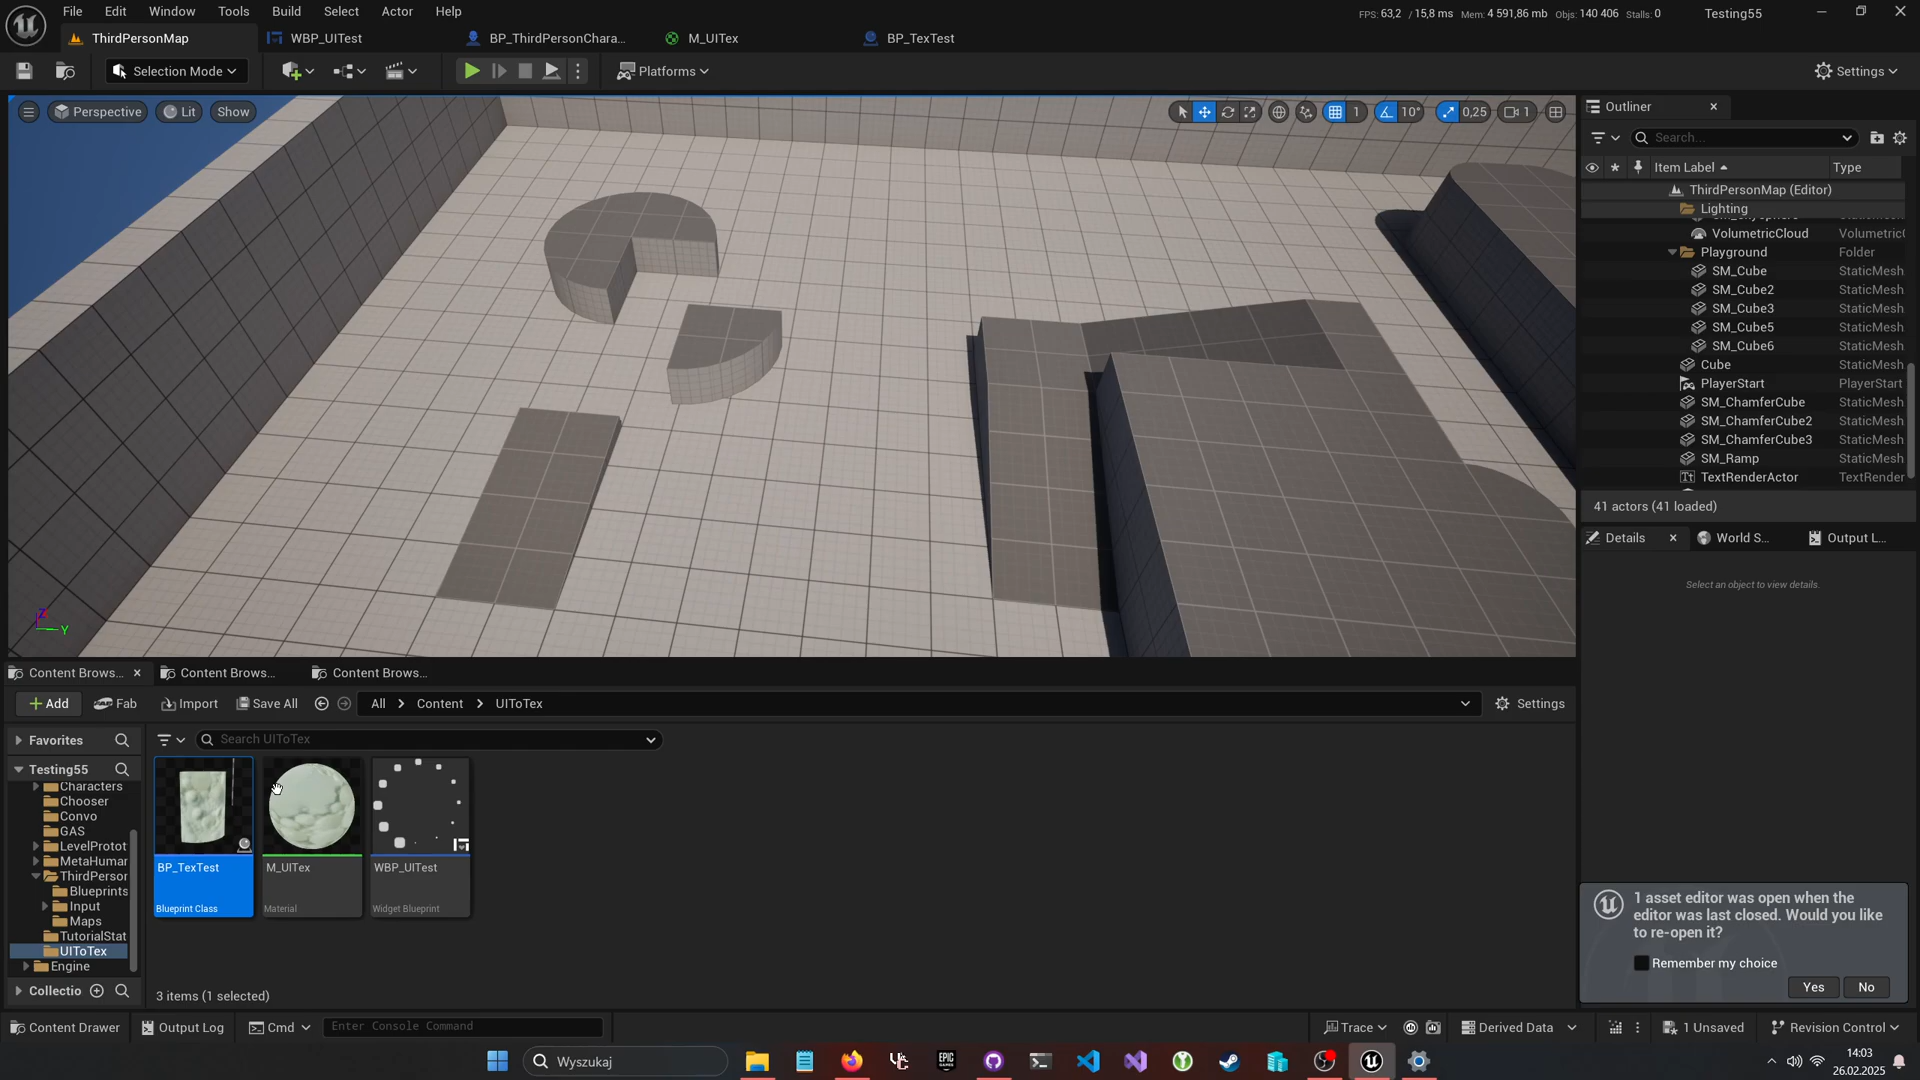 File Edit Window Tools Build Select Actor Help
FPS: 63,2 / 15,8 ms Mem: 4 591,86 mb Objs: 140 406 Stalls: 0
Testing55
ThirdPersonMap
WBP_UITest
BP_ThirdPersonChara...
M_UITex
BP_TexTest
Selection Mode
Platforms
Settings
Perspective
Lit
Show
1
10°
0,25
1
Z
Y
Outliner
Search...
Item Label
Type
ThirdPersonMap (Editor)
Lighting
VolumetricCloud Volumetric
Playground Folder
SM_Cube StaticMesh
SM_Cube2 StaticMesh
SM_Cube3 StaticMesh
SM_Cube5 StaticMesh
SM_Cube6 StaticMesh
Cube StaticMesh
PlayerStart PlayerStart
SM_ChamferCube StaticMesh
SM_ChamferCube2 StaticMesh
SM_ChamferCube3 StaticMesh
SM_Ramp StaticMesh
TextRenderActor TextRender
41 actors (41 loaded)
Details
World S...
Output L...
Select an object to view details.
Content Brows...
Content Brows...
Content Brows...
Add
Fab
Import
Save All
All > Content > UIToTex
Settings
Favorites
Search UIToTex
Testing55
Characters
Chooser
Convo
GAS
LevelProtot
MetaHuman
ThirdPerson
Blueprints
Input
Maps
TutorialStat
UIToTex
Engine
Collectio
BP_TexTest
Blueprint Class
M_UITex
Material
WBP_UITest
Widget Blueprint
3 items (1 selected)
1 asset editor was open when the
editor was last closed. Would you like
to re-open it?
Remember my choice
Yes
No
Content Drawer
Output Log
Cmd
Enter Console Command
Trace
Derived Data
1 Unsaved
Revision Control
Wyszukaj
EPIC
GAMES
14:03
26.02.2025